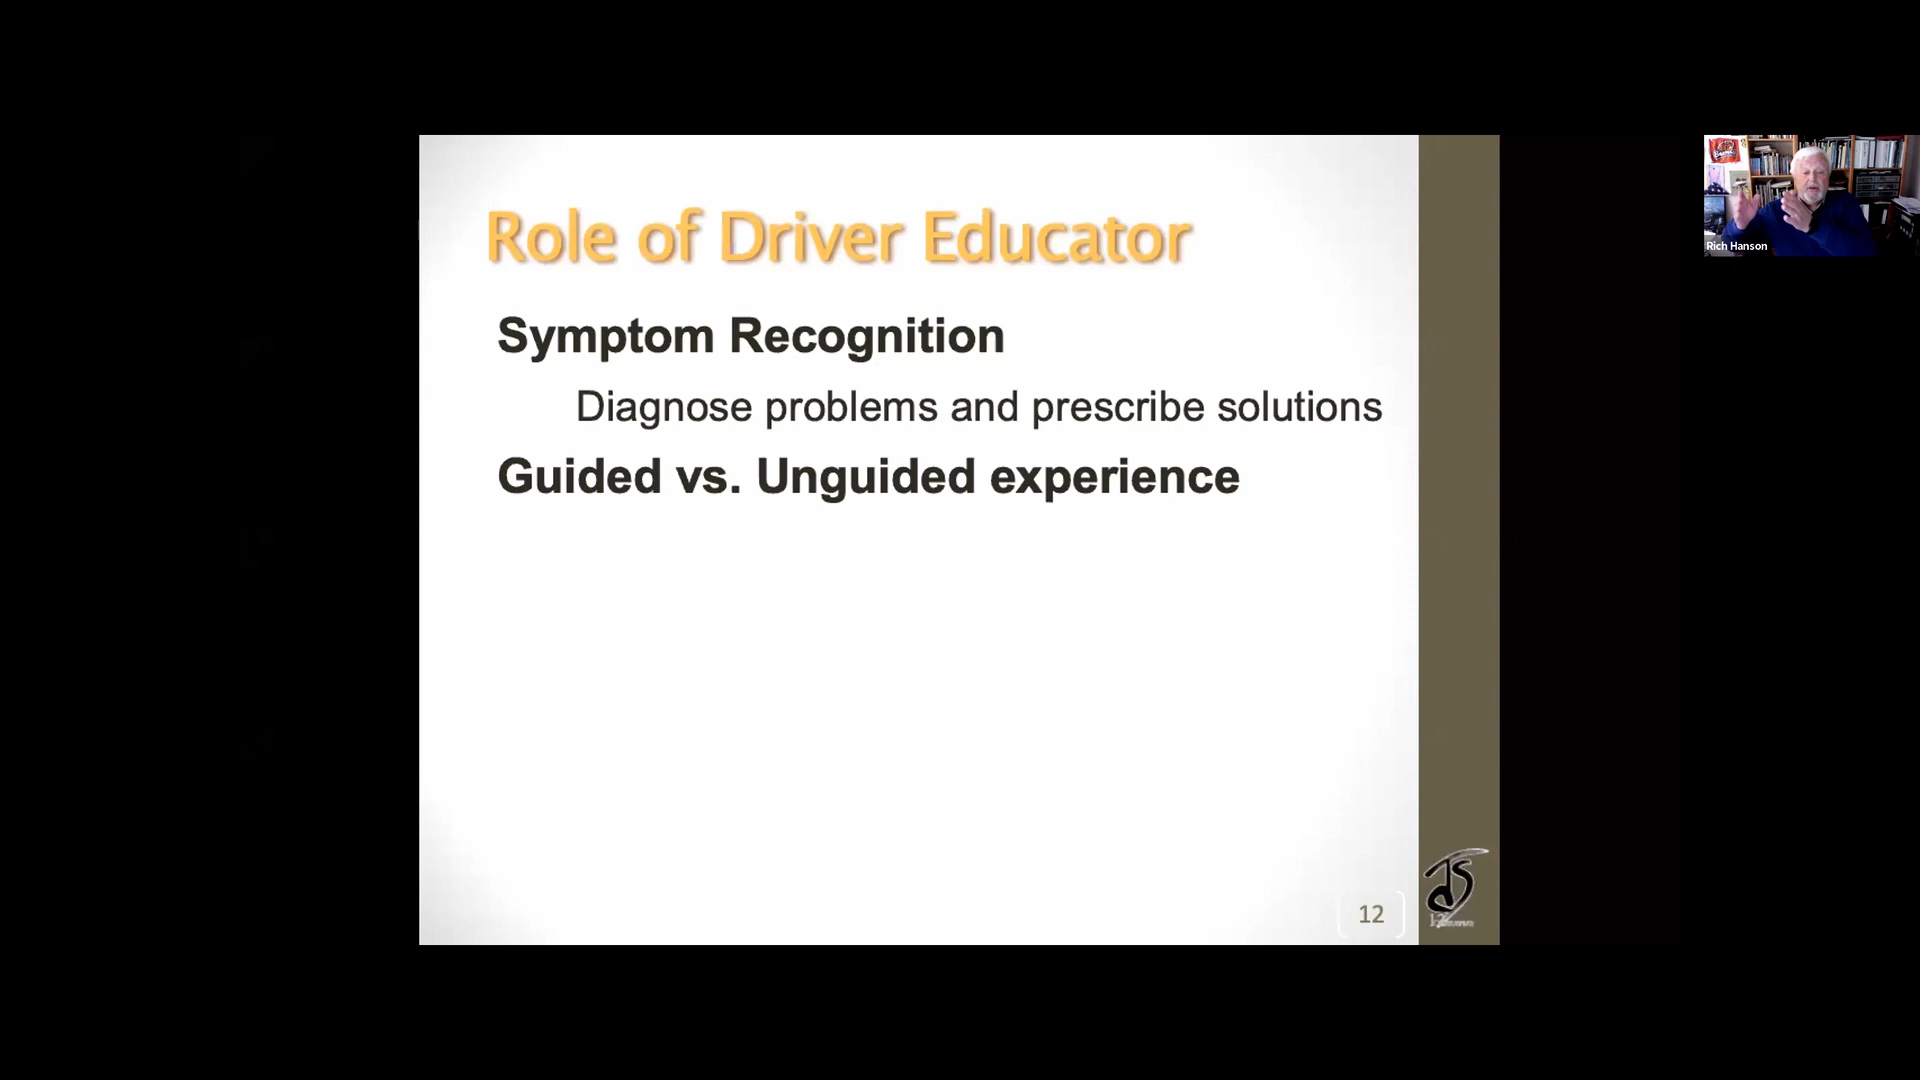 Role of Driver Educator
Symptom Recognition
Diagnose problems and prescribe solutions
Guided vs. Unguided experience
12
Rich Hanson